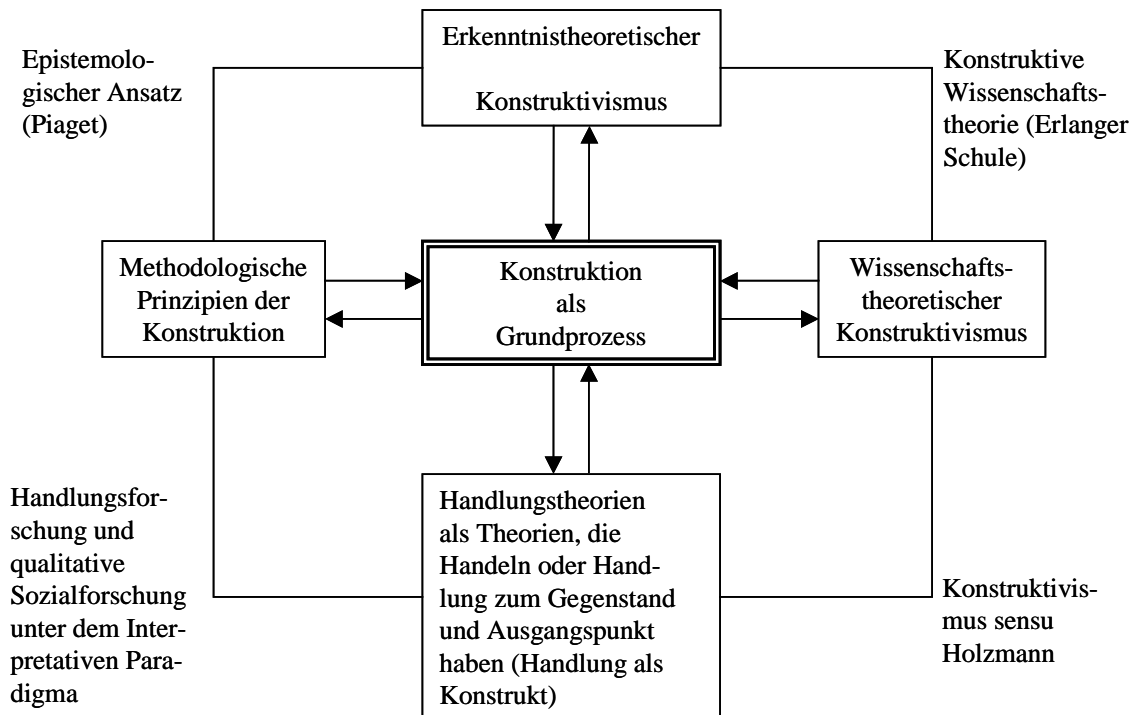 Erkenntnistheoretischer
Konstruktivismus
Epistemolo-
gischer Ansatz
(Piaget)
Konstruktive
Wissenschafts-
theorie (Erlanger
Schule)
Methodologische
Prinzipien der
Konstruktion
Konstruktion
als
Grundprozess
Wissenschafts-
theoretischer
Konstruktivismus
Handlungsfor-
schung und
qualitative
Sozialforschung
unter dem Inter-
pretativen Para-
digma
Handlungstheorien
als Theorien, die
Handeln oder Hand-
lung zum Gegenstand
und Ausgangspunkt
haben (Handlung als
Konstrukt)
Konstruktivis-
mus sensu
Holzmann